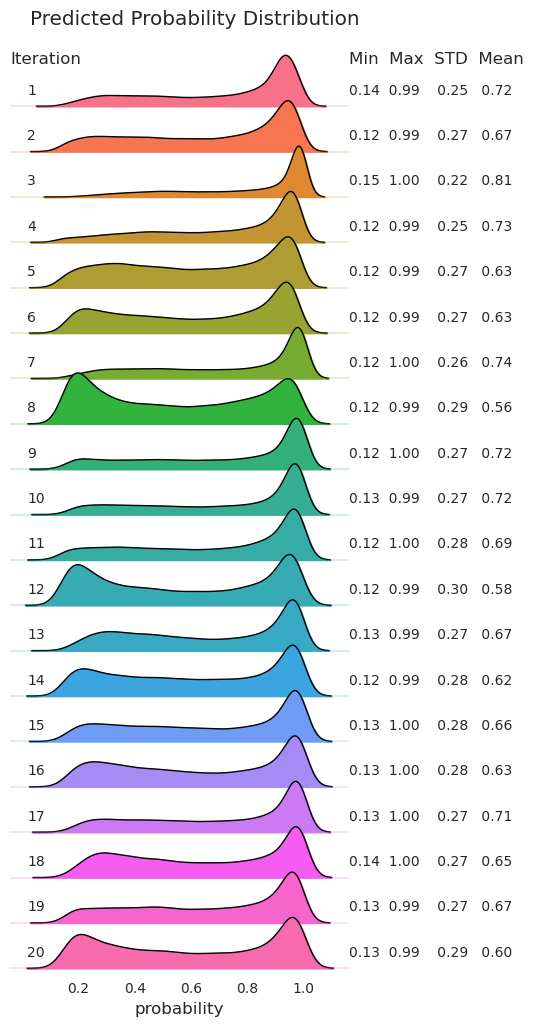 Predicted Probability Distribution
Iteration Min Max STD Mean
1 0.14 0.99 0.25 0.72
2 0.12 0.99 0.27 0.67
3 0.15 1.00 0.22 0.81
4 0.12 0.99 0.25 0.73
5 0.12 0.99 0.27 0.63
6 0.12 0.99 0.27 0.63
7 0.12 1.00 0.26 0.74
8 0.12 0.99 0.29 0.56
9 0.12 1.00 0.27 0.72
10 0.13 0.99 0.27 0.72
11 0.12 1.00 0.28 0.69
12 0.12 0.99 0.30 0.58
13 0.13 0.99 0.27 0.67
14 0.12 0.99 0.28 0.62
15 0.13 1.00 0.28 0.66
16 0.13 1.00 0.28 0.63
17 0.13 1.00 0.27 0.71
18 0.14 1.00 0.27 0.65
19 0.13 0.99 0.27 0.67
20 0.13 0.99 0.29 0.60
0.2 0.4 0.6 0.8 1.0
probability